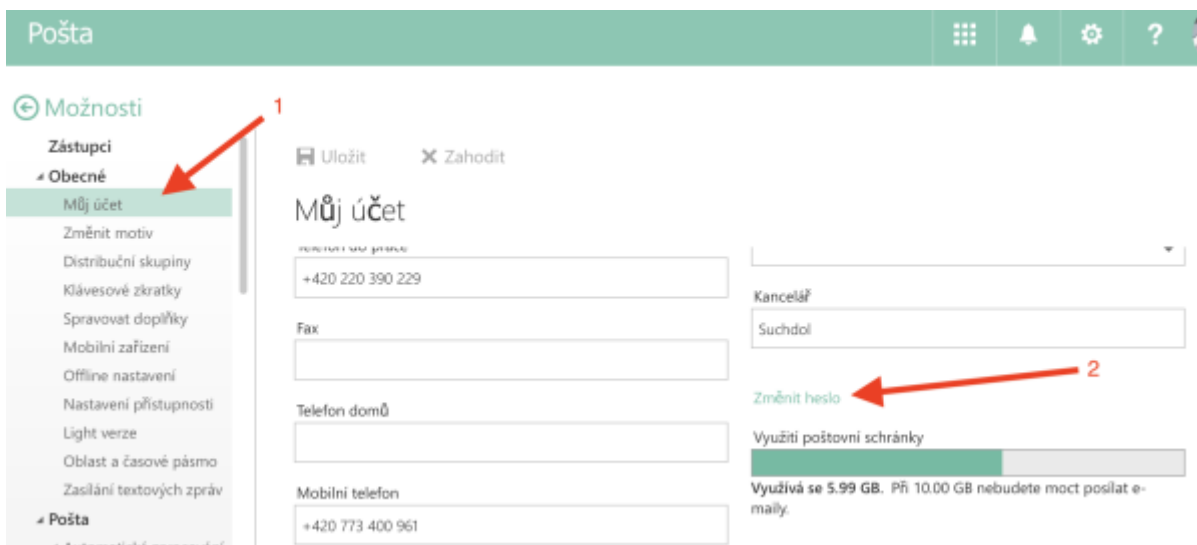 Pošta
?
Možnosti
1
Zástupci
Obecné
Můj účet
Změnit motiv
Distribuční skupiny
Klávesové zkratky
Spravovat doplňky
Mobilní zařízení
Offline nastavení
Nastavení přístupnosti
Light verze
Oblast a časové pásmo
Zasílání textových zpráv
Pošta
Uložit
Zahodit
Můj účet
Telefon do práce
+420 220 390 229
Fax
Telefon domů
Mobilní telefon
+420 773 400 961
Kancelář
Suchdol
2
Změnit heslo
Využití poštovní schránky
Využívá se 5.99 GB. Při 10.00 GB nebudete moct posílat e-
maily.